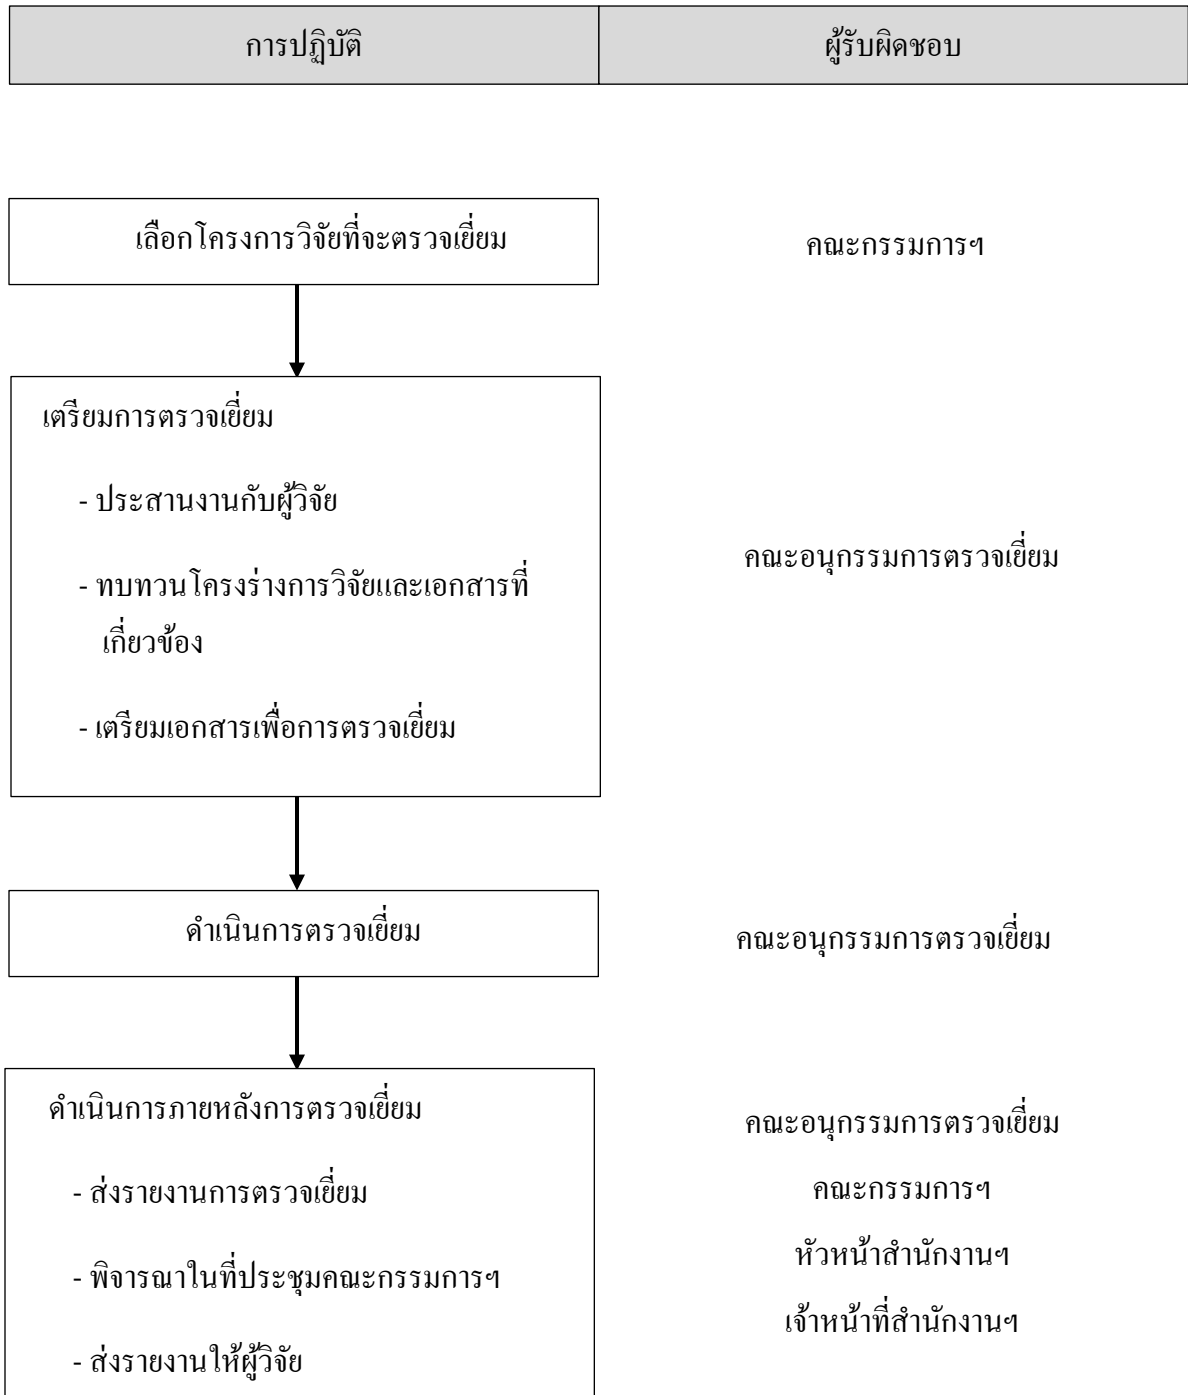 การปฏิบัติ
ผู้รับผิดชอบ
เลือกโครงการวิจัยที่จะตรวจเยี่ยม
คณะกรรมการฯ
เตรียมการตรวจเยี่ยม
- ประสานงานกับผู้วิจัย
- ทบทวนโครงร่างการวิจัยและเอกสารที่
เกี่ยวข้อง
- เตรียมเอกสารเพื่อการตรวจเยี่ยม
คณะอนุกรรมการตรวจเยี่ยม
ดำเนินการตรวจเยี่ยม
คณะอนุกรรมการตรวจเยี่ยม
ดำเนินการภายหลังการตรวจเยี่ยม
- ส่งรายงานการตรวจเยี่ยม
- พิจารณาในที่ประชุมคณะกรรมการฯ
- ส่งรายงานให้ผู้วิจัย
คณะอนุกรรมการตรวจเยี่ยม
คณะกรรมการฯ
หัวหน้าสำนักงานฯ
เจ้าหน้าที่สำนักงานฯ